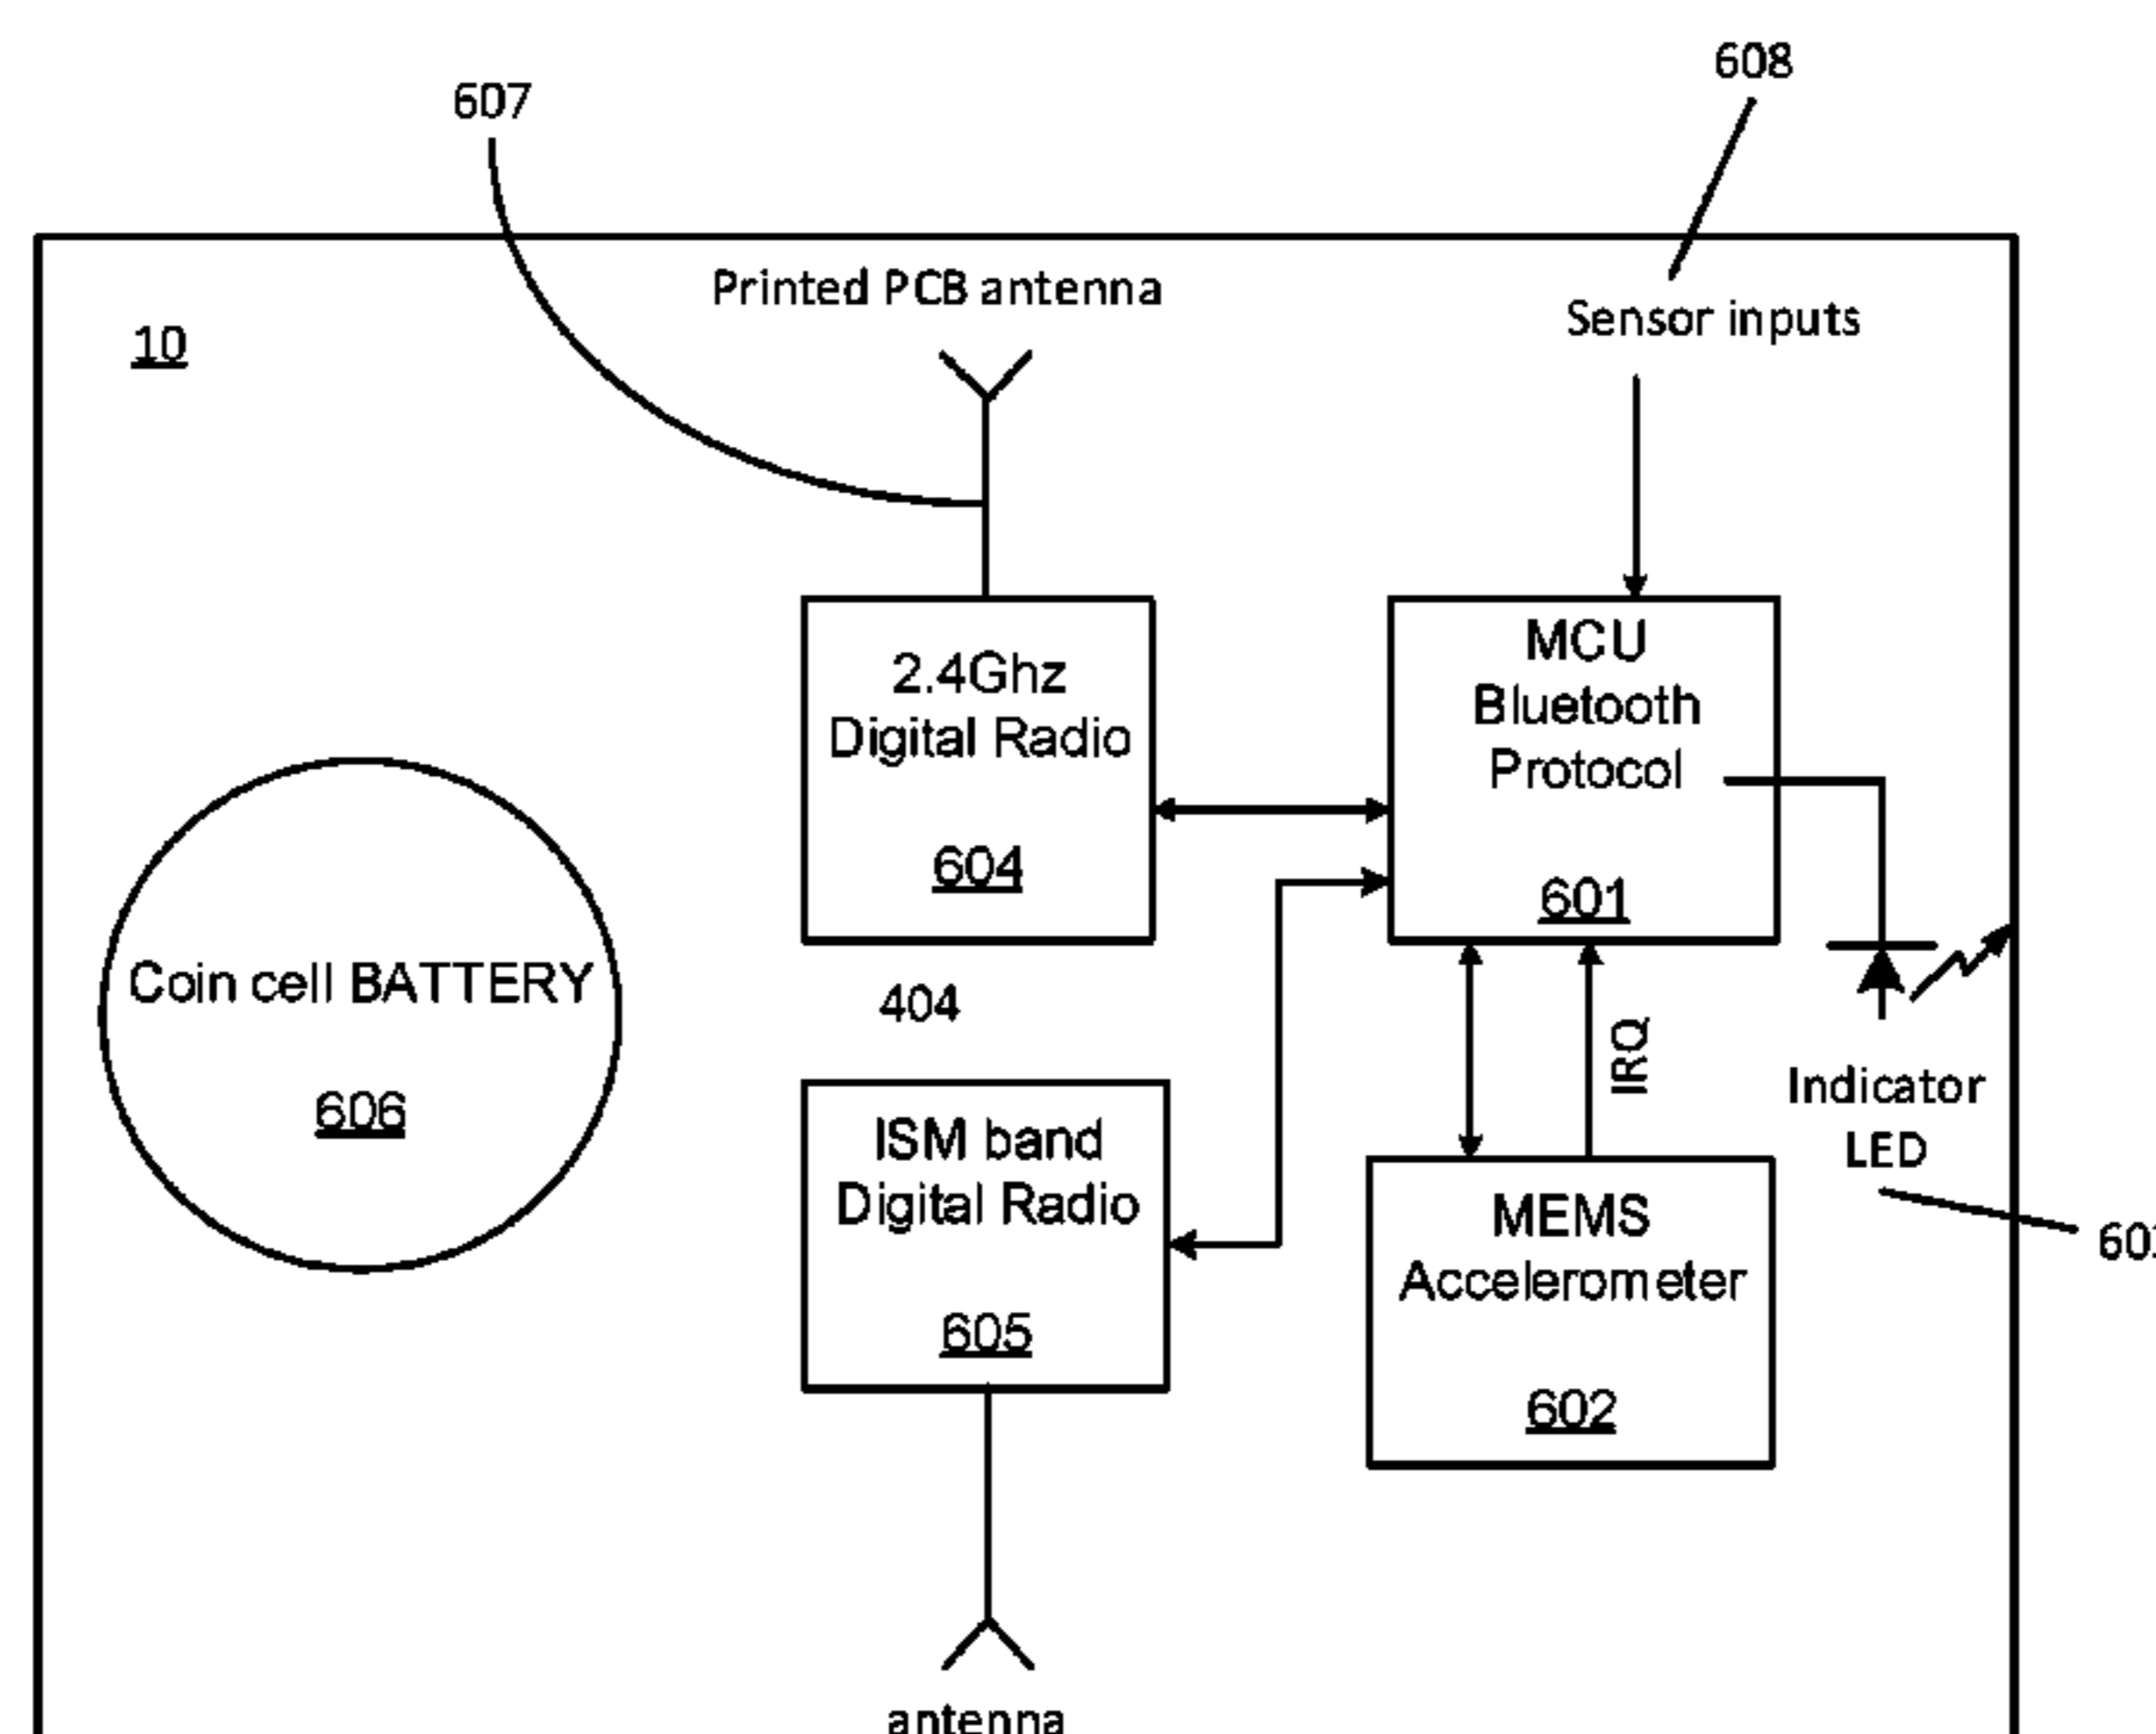 608
607
Printed PCB antenna
10
Sensor inputs
2.4Ghz
Digital Radio
604
MCU
Bluetooth
Protocol
601
Coin cell BATTERY
606
404
IRQ
Indicator
LED
ISM band
Digital Radio
605
MEMS
Accelerometer
602
antenna